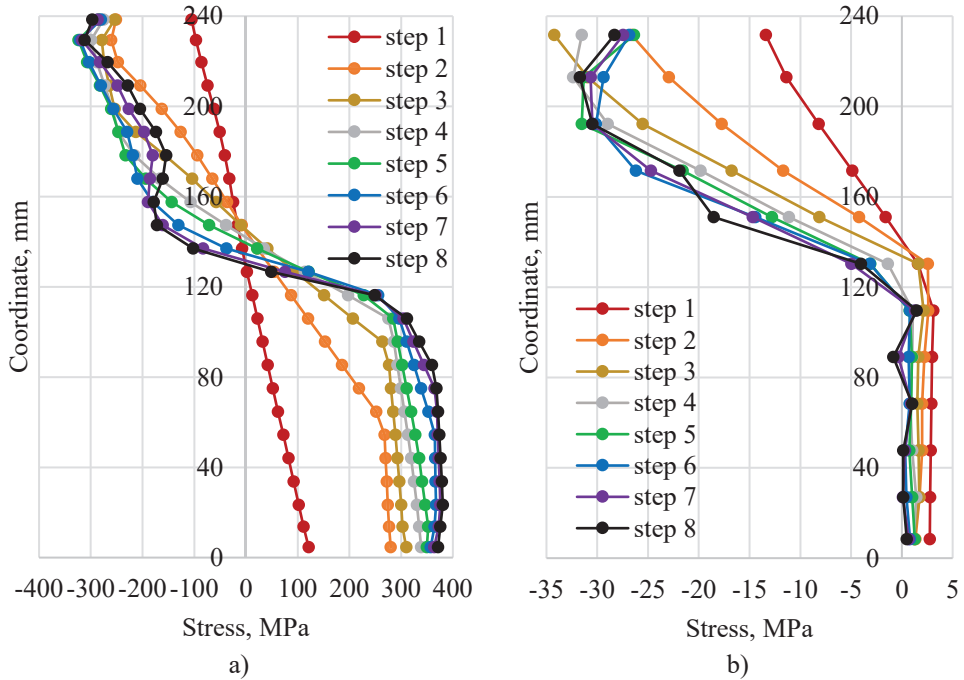 Coordinate, mm
240
200
160
120
80
40
0
step 1
step 2
step 3
step 4
step 5
step 6
step 7
step 8
-400 -300 -200 -100 0 100 200 300 400
Stress, MPa
a)
Coordinate, mm
240
200
160
120
80
40
0
step 1
step 2
step 3
step 4
step 5
step 6
step 7
step 8
-35 -30 -25 -20 -15 -10 -5 0 5
Stress, MPa
b)